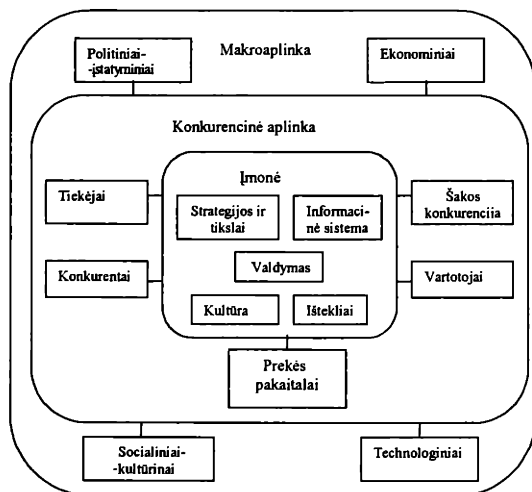 Makroaplinka
Politiniai-
-įstatyminiai
Ekonominiai
Konkurencinė aplinka
Įmonė
Tiekėjai
Strategijos ir
tikslai
Informaci-
nė sistema
Šakos
konkurencija
Valdymas
Konkurentai
Vartotojai
Kultūra
Ištekliai
Prekės
pakaitalai
Socialiniai-
-kultūrinai
Technologiniai